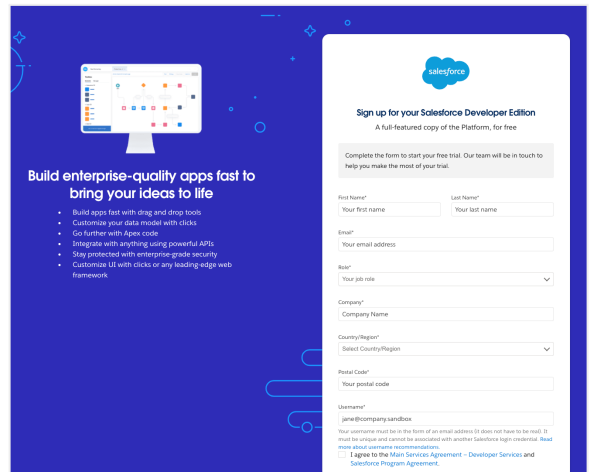 Build enterprise-quality apps fast to
bring your ideas to life
Build apps fast with drag and drop tools
Customize your data model with clicks
Go further with Apex code
Integrate with anything using powerful APIs
Stay protected with enterprise-grade security
Customize UI with clicks or any leading-edge web
framework
salesforce
Sign up for your Salesforce Developer Edition
A full-featured copy of the Platform, for free
Complete the form to start your free trial. Our team will be in touch to
help you make the most of your trial.
First Name* Last Name*
Your first name Your last name
Email*
Your email address
Role*
Your job role
Company*
Company Name
Country/Region*
Select Country/Region
Postal Code*
Your postal code
Username*
jane@company.sandbox
Your username must be in the form of an email address (it does not have to be real). It
must be unique and cannot be associated with another Salesforce login credential. Read
more about username recommendations.
I agree to the Main Services Agreement – Developer Services and
Salesforce Program Agreement.